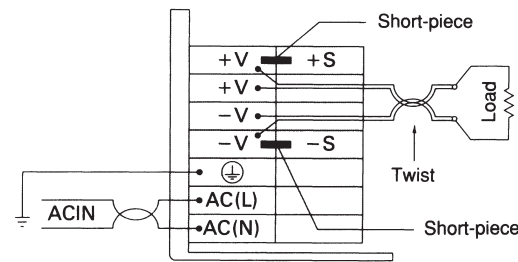 Short-piece
+V +S
+V
−V
−V −S
Load
Twist
AC(L)
ACIN
AC(N)
Short-piece